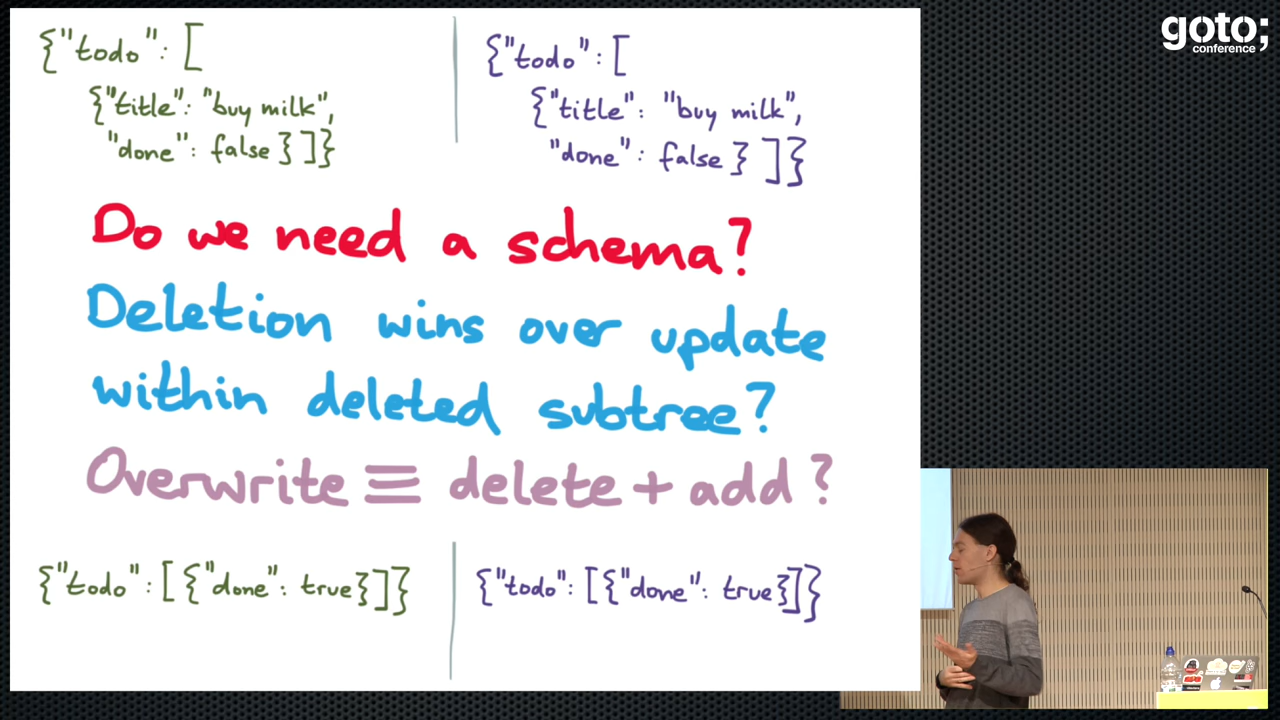 {"todo": [
{"title": "buy milk",
"done": false } ]}
{"todo": [
{"title": "buy milk",
"done": false } ]}
Do we need a schema?
Deletion wins over update
within deleted subtree?
Overwrite ≡ delete + add?
{"todo": [{"done": true}]}
{"todo": [{"done": true}]}
goto;
conference